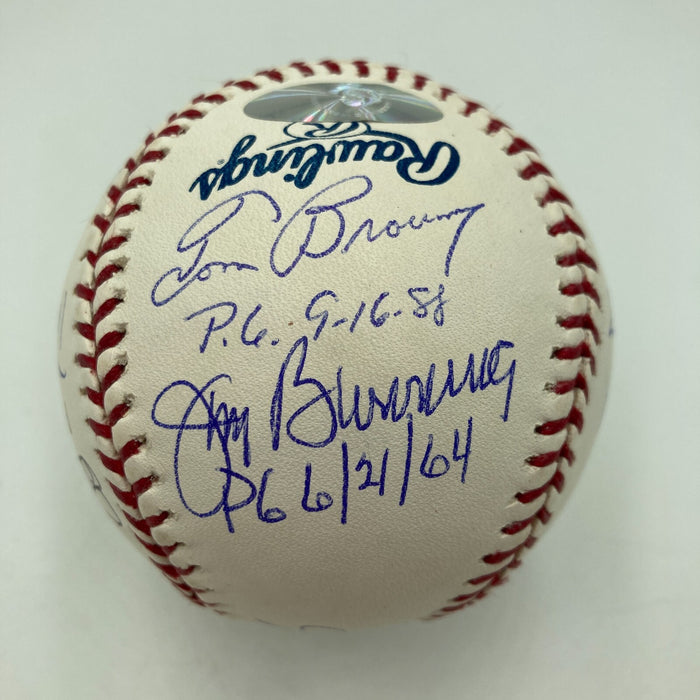 Rawlings
Tom Browning
P.G. 9-16-88
Jim Bunning
PG 6/21/64